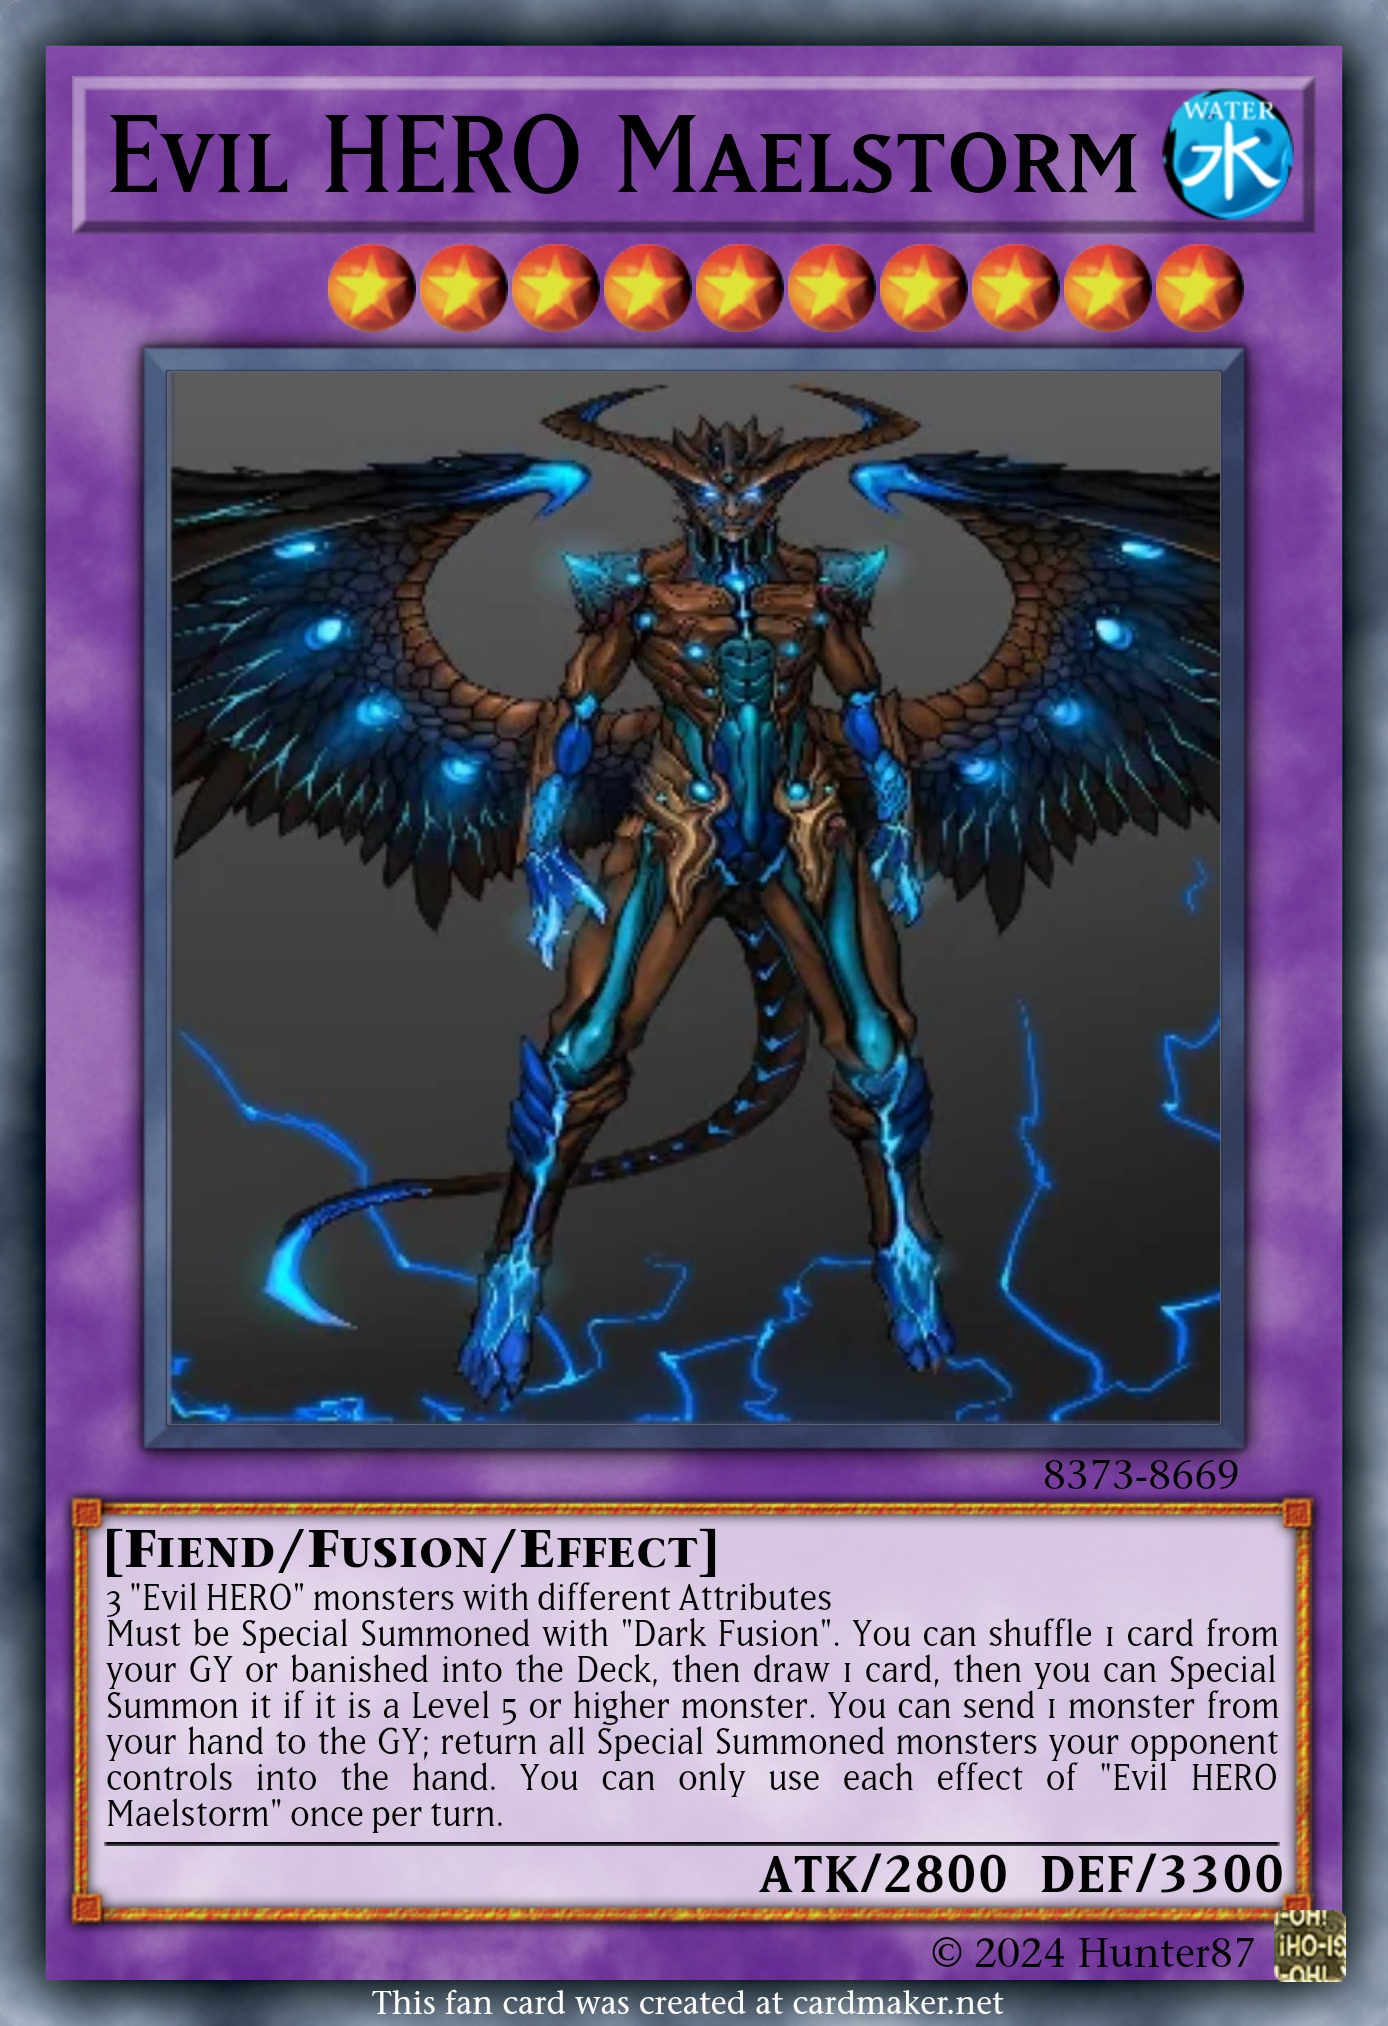 Evil HERO Maelstorm
WATER
水
8373-8669
[Fiend/Fusion/Effect]
3 "Evil HERO" monsters with different Attributes
Must be Special Summoned with "Dark Fusion". You can shuffle 1 card from
your GY or banished into the Deck, then draw 1 card, then you can Special
Summon it if it is a Level 5 or higher monster. You can send 1 monster from
your hand to the GY; return all Special Summoned monsters your opponent
controls into the hand. You can only use each effect of "Evil HERO
Maelstorm" once per turn.
ATK/2800 DEF/3300
© 2024 Hunter87
This fan card was created at cardmaker.net